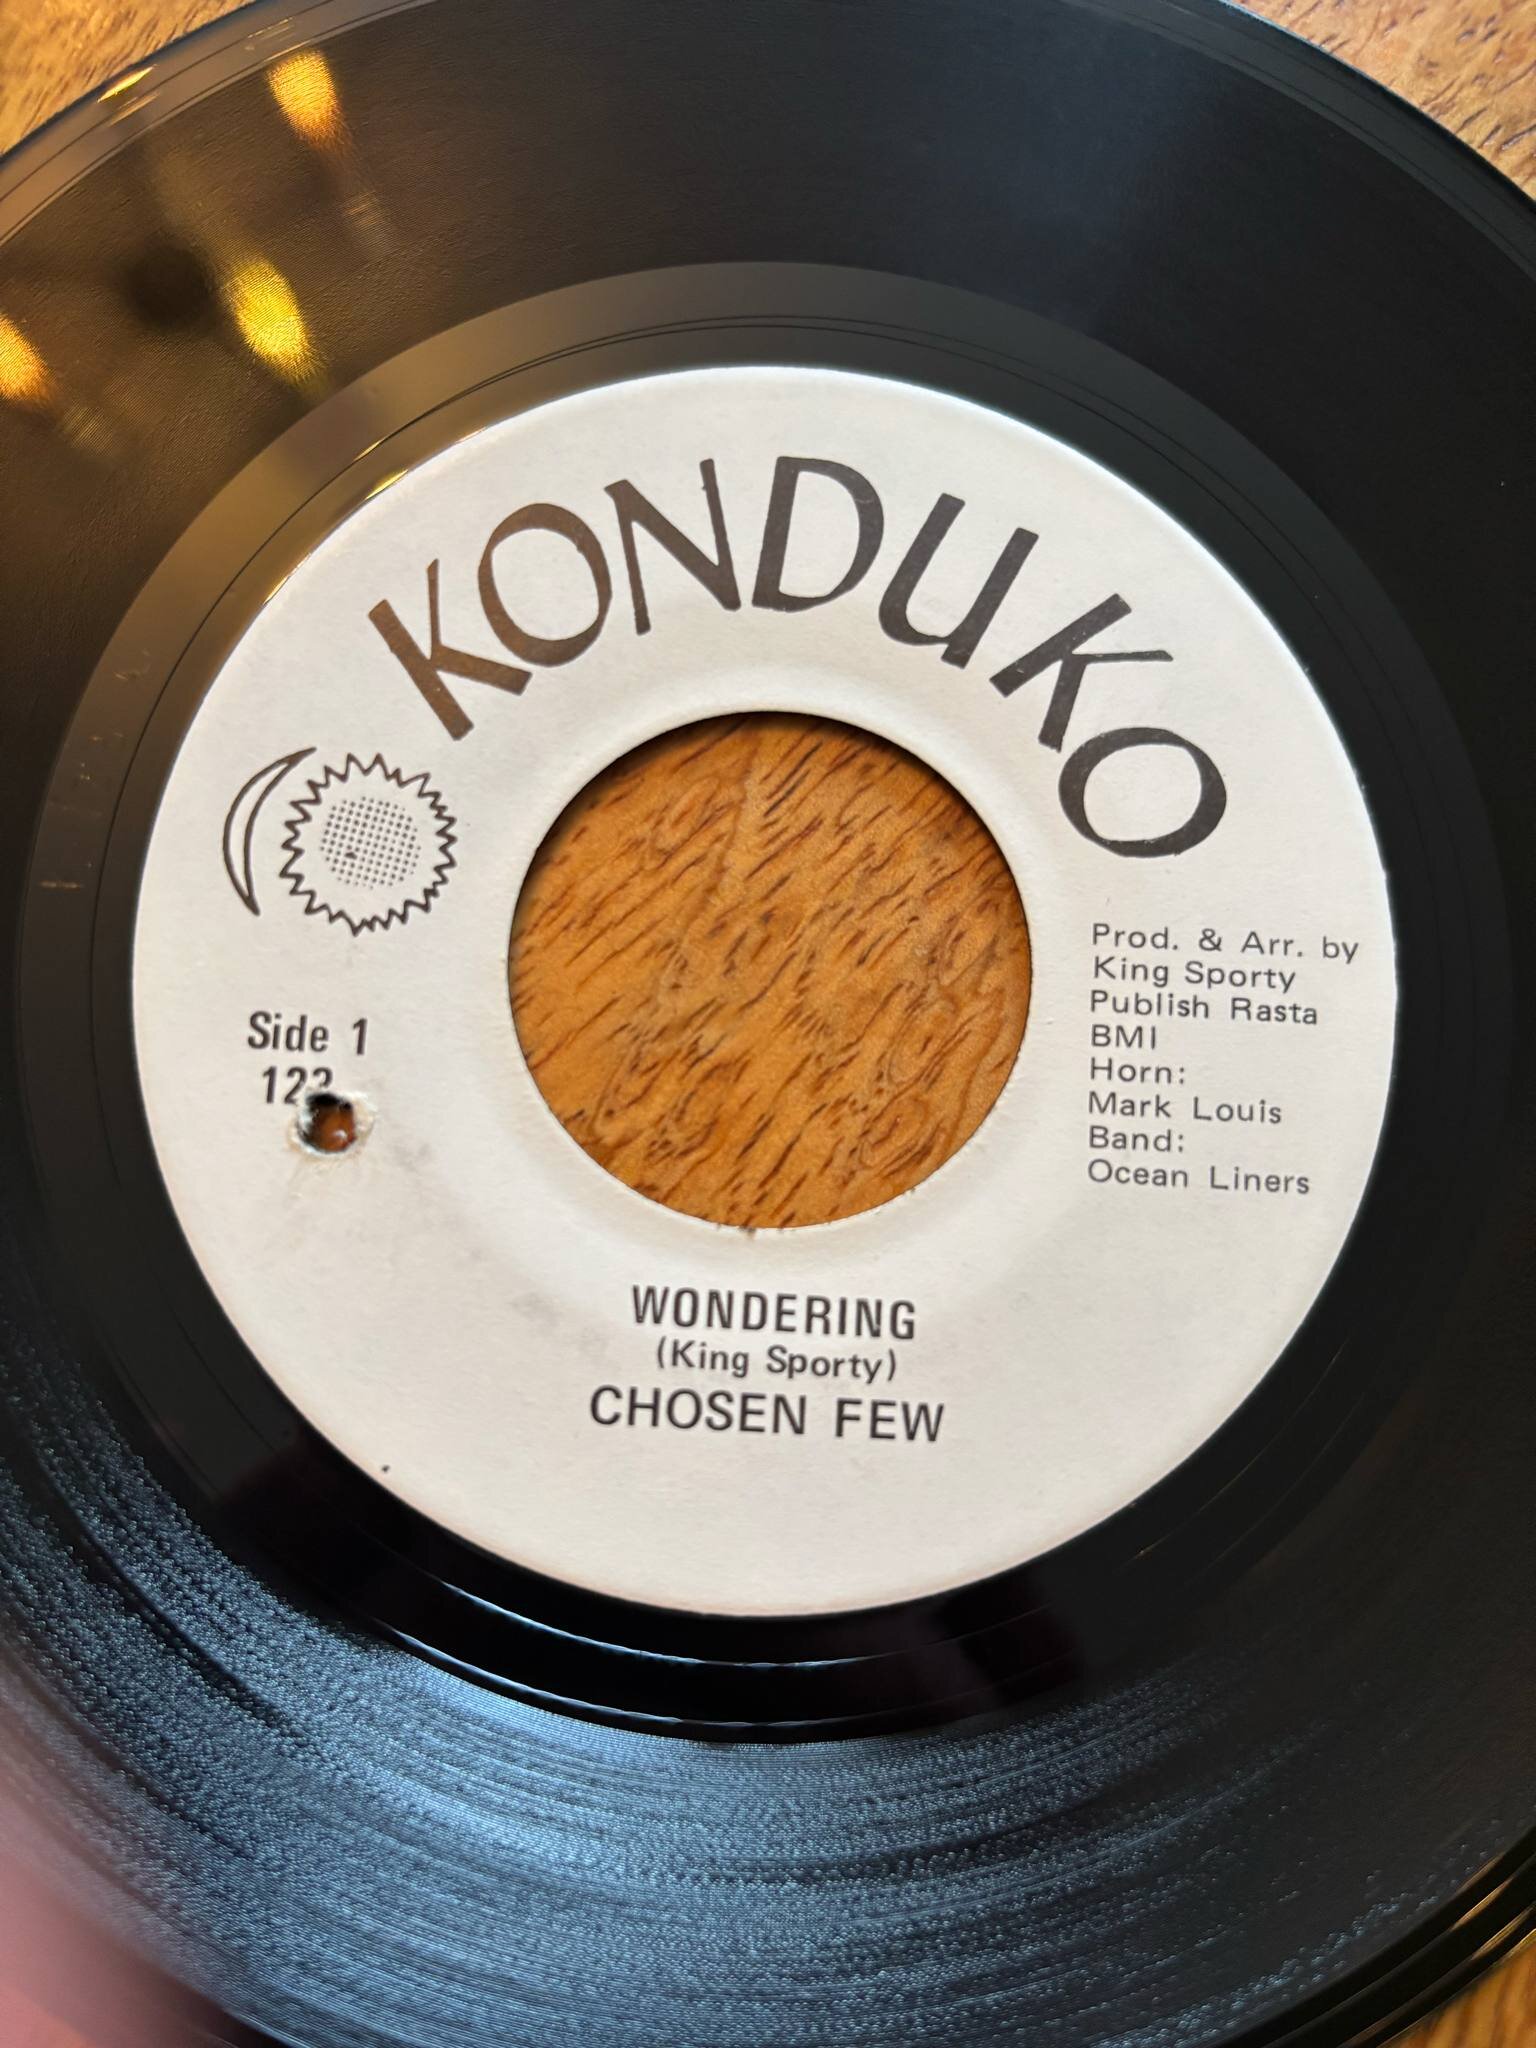 KONDUKO
Side 1
Prod. & Arr. by
King Sporty
Publish Rasta
BMI
Horn:
Mark Louis
Band:
Ocean Liners
WONDERING
(King Sporty)
CHOSEN FEW